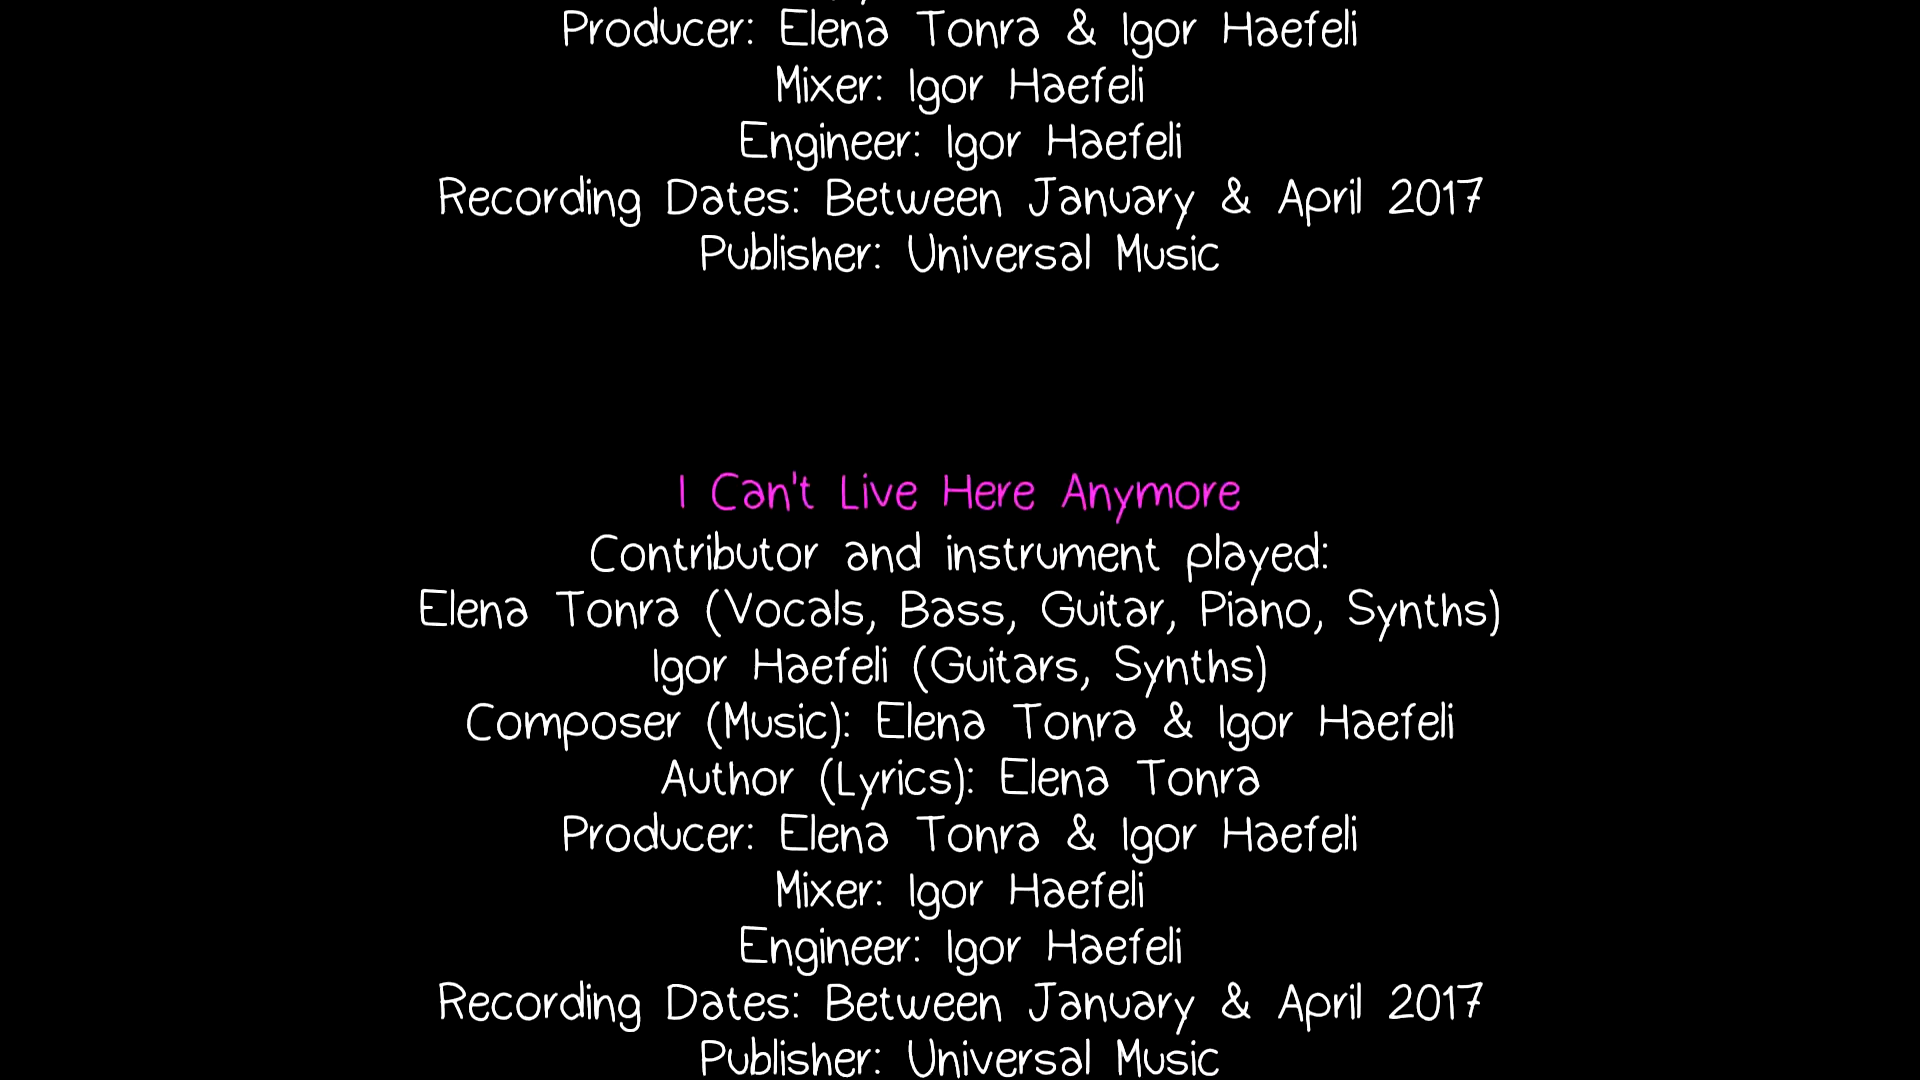 Producer: Elena Tonra & Igor Haefeli
Mixer: Igor Haefeli
Engineer: Igor Haefeli
Recording Dates: Between January & April 2017
Publisher: Universal Music
I Can't Live Here Anymore
Contributor and instrument played:
Elena Tonra (Vocals, Bass, Guitar, Piano, Synths)
Igor Haefeli (Guitars, Synths)
Composer (Music): Elena Tonra & Igor Haefeli
Author (Lyrics): Elena Tonra
Producer: Elena Tonra & Igor Haefeli
Mixer: Igor Haefeli
Engineer: Igor Haefeli
Recording Dates: Between January & April 2017
Publisher: Universal Music